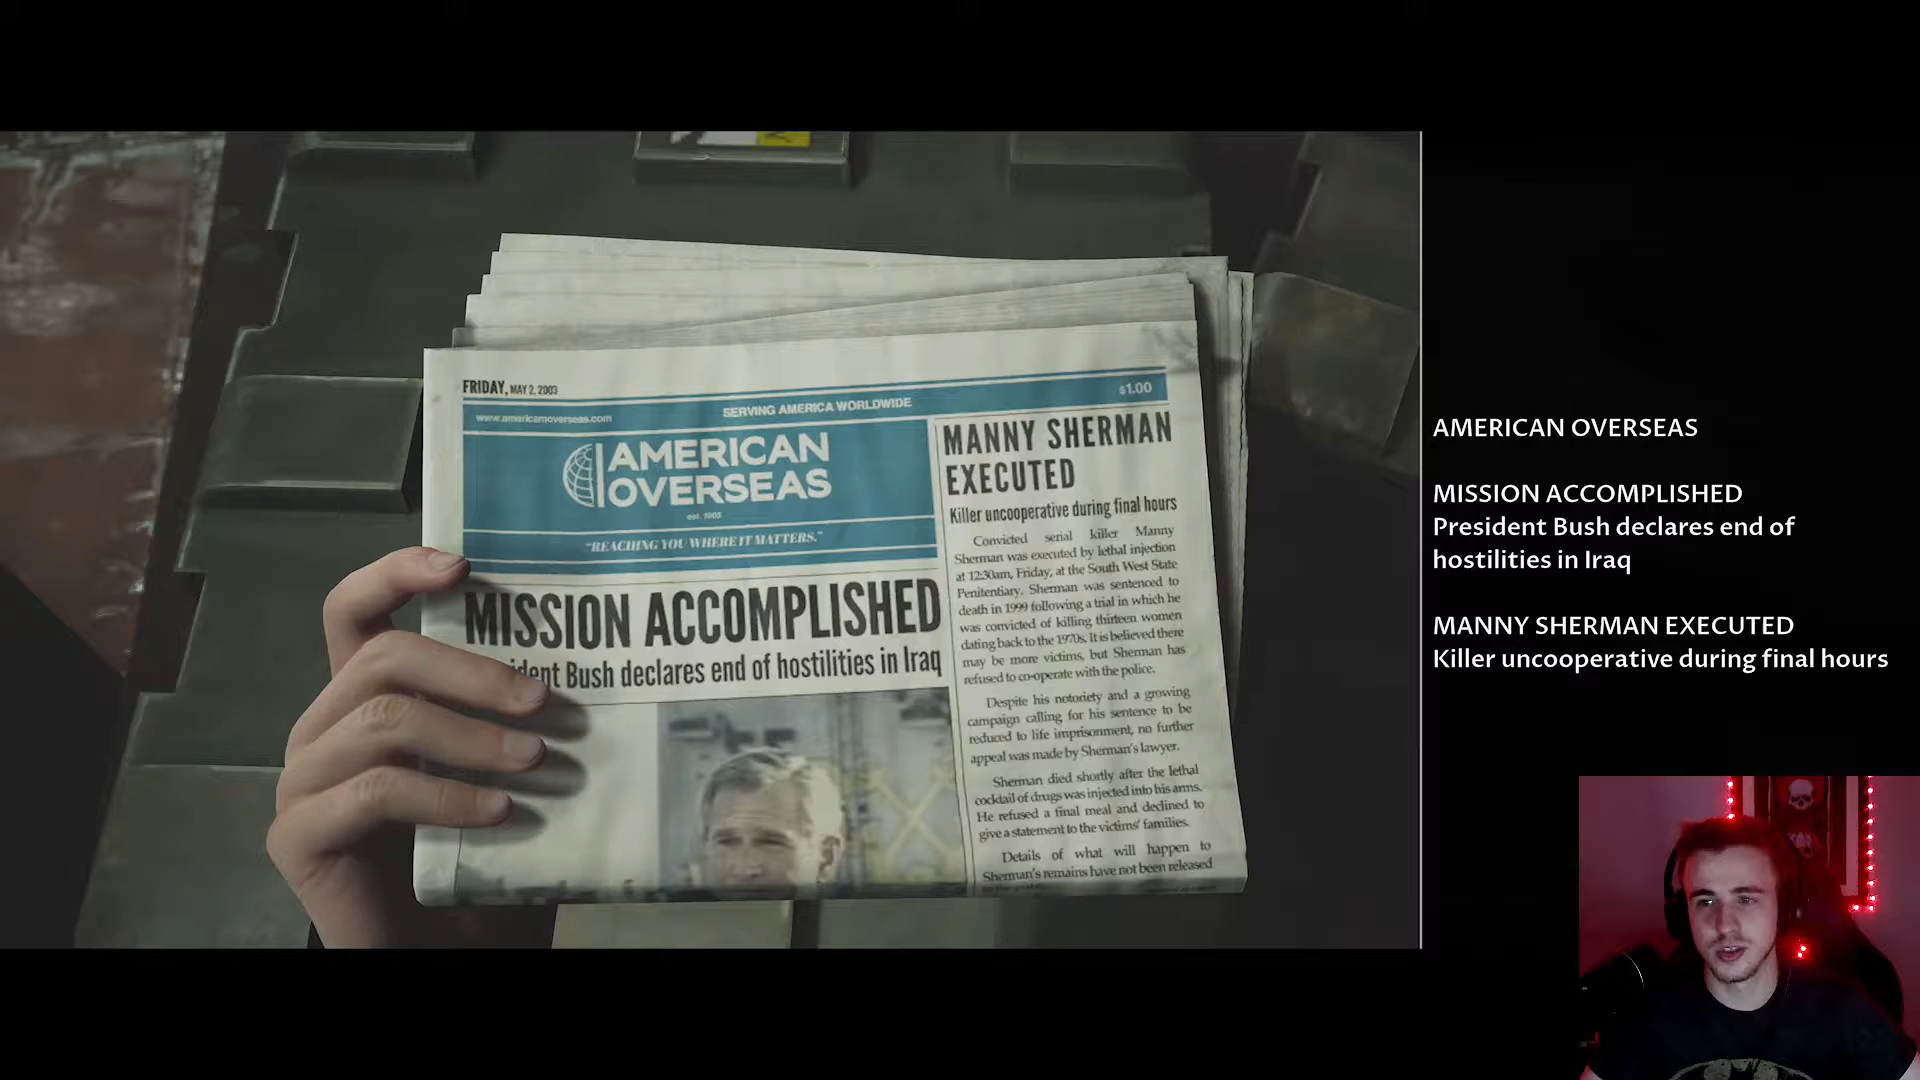 FRIDAY, MAY 2, 2003
www.americanoverseas.com
SERVING AMERICA WORLDWIDE
$1.00
AMERICAN
OVERSEAS
est. 1903
"REACHING YOU WHERE IT MATTERS."
MISSION ACCOMPLISHED
ident Bush declares end of hostilities in Iraq
MANNY SHERMAN
EXECUTED
Killer uncooperative during final hours
Convicted serial killer Manny
Sherman was executed by lethal injection
at 12:30am, Friday, at the South West State
Penitentiary. Sherman was sentenced to
death in 1999 following a trial in which he
was convicted of killing thirteen women
dating back to the 1970s. It is believed there
may be more victims, but Sherman has
refused to co-operate with the police.
Despite his notoriety and a growing
campaign calling for his sentence to be
reduced to life imprisonment, no further
appeal was made by Sherman's lawyer.
Sherman died shortly after the lethal
cocktail of drugs was injected into his arms.
He refused a final meal and declined to
give a statement to the victims' families.
Details of what will happen to
Sherman's remains have not been released
AMERICAN OVERSEAS
MISSION ACCOMPLISHED
President Bush declares end of
hostilities in Iraq
MANNY SHERMAN EXECUTED
Killer uncooperative during final hours